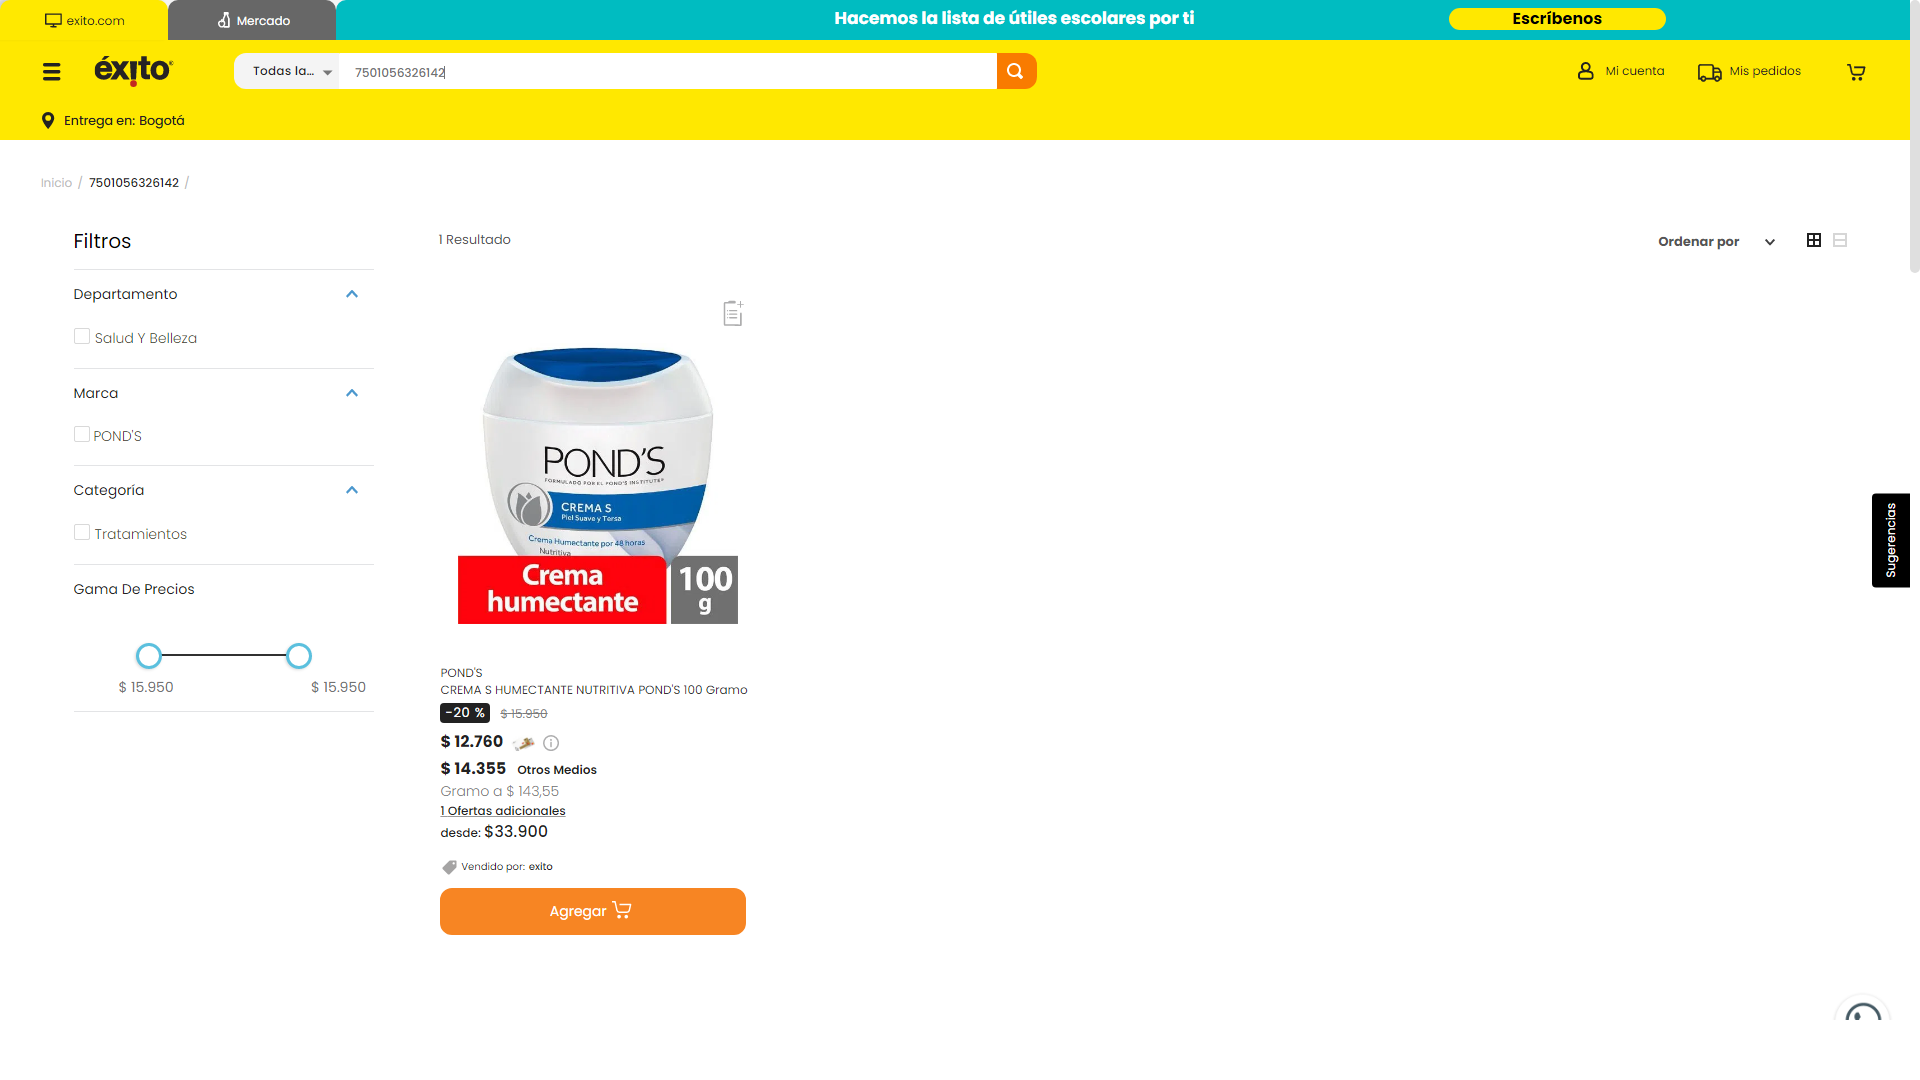 exito.com
Mercado
Hacemos la lista de útiles escolares por ti
Escríbenos
éxito
Todas la...
7501056326142
Mi cuenta
Mis pedidos
Entrega en: Bogotá
Inicio / 7501056326142 /
Filtros
1 Resultado
Ordenar por
Departamento
Salud Y Belleza
Marca
POND'S
Categoría
Tratamientos
Gama De Precios
$ 15.950
$ 15.950
POND'S
FORMULADO POR EL POND'S INSTITUTE
CREMA S
Piel Suave y Tersa
Crema Humectante por 48 horas
Nutritiva
Crema
humectante
100
g
POND'S
CREMA S HUMECTANTE NUTRITIVA POND'S 100 Gramo
-20 %
$ 15.950
$ 12.760
$ 14.355 Otros Medios
Gramo a $ 143,55
1 Ofertas adicionales
desde: $33.900
Vendido por: exito
Agregar
Sugerencias